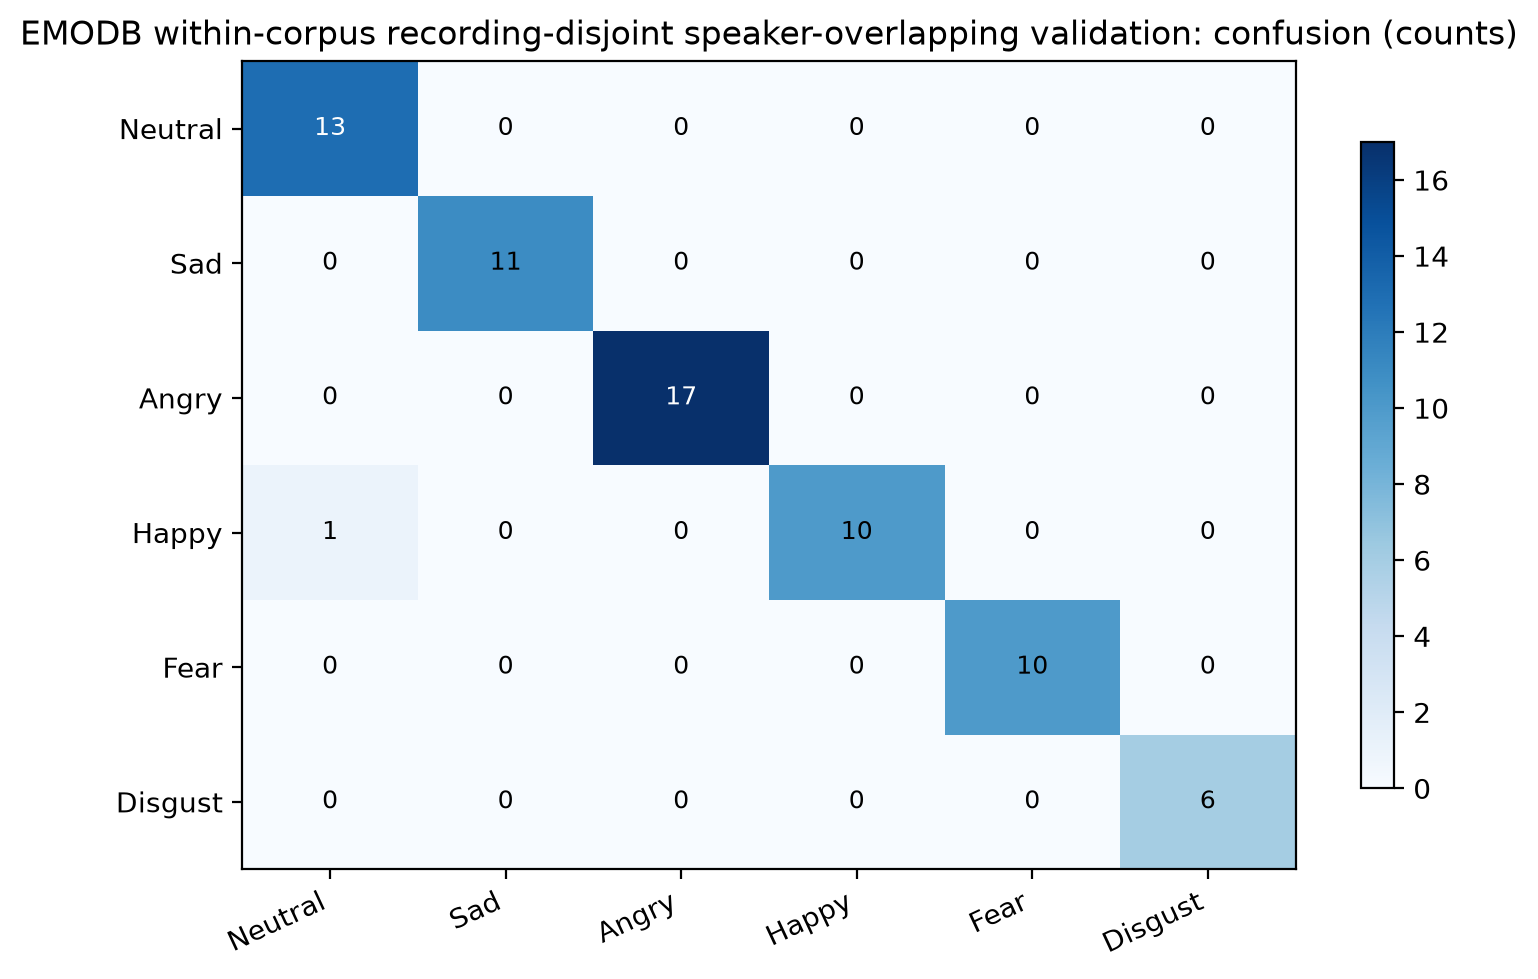 EMODB within-corpus recording-disjoint speaker-overlapping validation: confusion (counts)
Neutral 13 0 0 0 0 0
Sad 0 11 0 0 0 0
Angry 0 0 17 0 0 0
Happy 1 0 0 10 0 0
Fear 0 0 0 0 10 0
Disgust 0 0 0 0 0 6
Neutral Sad Angry Happy Fear Disgust
16
14
12
10
8
6
4
2
0